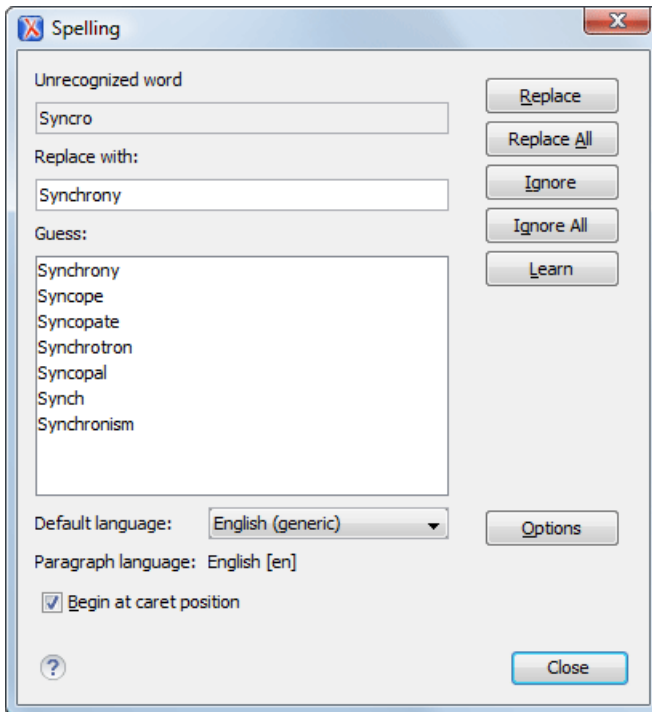 Spelling
Unrecognized word
Syncro
Replace with:
Synchrony
Guess:
Synchrony
Syncope
Syncopate
Synchrotron
Syncopal
Synch
Synchronism
Replace
Replace All
Ignore
Ignore All
Learn
Default language: English (generic)
Options
Paragraph language: English [en]
Begin at caret position
?
Close